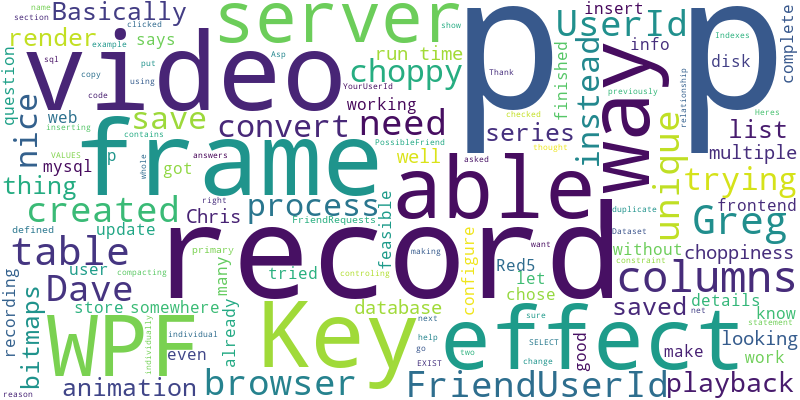 Basically
server
p
p
UserId
insert
section
name
clicked
show
sql
example
render
says
video
Asp
put
copy
using
Thank
run time
choppy
YourUserId
working
code
multiple
info
disk
Indexes
complete
question
nice
web
save
frame
need
instead
finished
way
convert
PossibleFriend
series
unique
list
relationship
previously
Heres
mysql
inserting
p
got
well
answers
thing
created
process
able
trying
VALUES
contains
whole
Chris
FriendRequests
asked
thought
feasible
many
frontend
update
Greg
defined
primary
right
duplicate
table
record
Red5
without
choppiness
user
tried
configure
let
columns
making
want
Dataset
constraint
store
somewhere
already
compacting
controling
database
chose
details
know
recording
bitmaps
Dave
WPF
Key
effect
saved
looking
work
even
individually
individual
next
sure
two
net
good
make
help
go
SELECT
statement
EXIST
change
reason
animation
browser
FriendUserId
playback